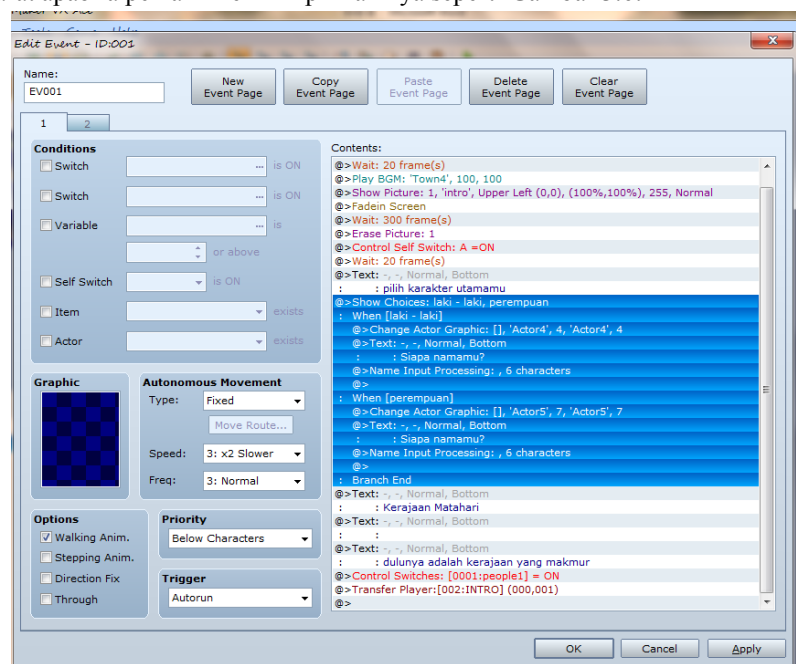 Edit Event - ID:001
Name:
EV001
New Event Page
Copy Event Page
Paste Event Page
Delete Event Page
Clear Event Page
1 2
Conditions
Switch ... is ON
Switch ... is ON
Variable ... is
or above
Self Switch is ON
Item exists
Actor exists
Graphic
Autonomous Movement
Type: Fixed
Move Route...
Speed: 3: x2 Slower
Freq: 3: Normal
Options
Walking Anim.
Stepping Anim.
Direction Fix
Through
Priority
Below Characters
Trigger
Autorun
Contents:
@>Wait: 20 frame(s)
@>Play BGM: 'Town4', 100, 100
@>Show Picture: 1, 'intro', Upper Left (0,0), (100%,100%), 255, Normal
@>Fadein Screen
@>Wait: 300 frame(s)
@>Erase Picture: 1
@>Control Self Switch: A =ON
@>Wait: 20 frame(s)
@>Text: -, -, Normal, Bottom
: : pilih karakter utamamu
@>Show Choices: laki - laki, perempuan
: When [laki - laki]
@>Change Actor Graphic: [], 'Actor4', 4, 'Actor4', 4
@>Text: -, -, Normal, Bottom
: : Siapa namamu?
@>Name Input Processing: , 6 characters
@>
: When [perempuan]
@>Change Actor Graphic: [], 'Actor5', 7, 'Actor5', 7
@>Text: -, -, Normal, Bottom
: : Siapa namamu?
@>Name Input Processing: , 6 characters
@>
: Branch End
@>Text: -, -, Normal, Bottom
: : Kerajaan Matahari
@>Text: -, -, Normal, Bottom
: :
@>Text: -, -, Normal, Bottom
: : dulunya adalah kerajaan yang makmur
@>Control Switches: [0001:people1] = ON
@>Transfer Player:[002:INTRO] (000,001)
@>
OK Cancel Apply